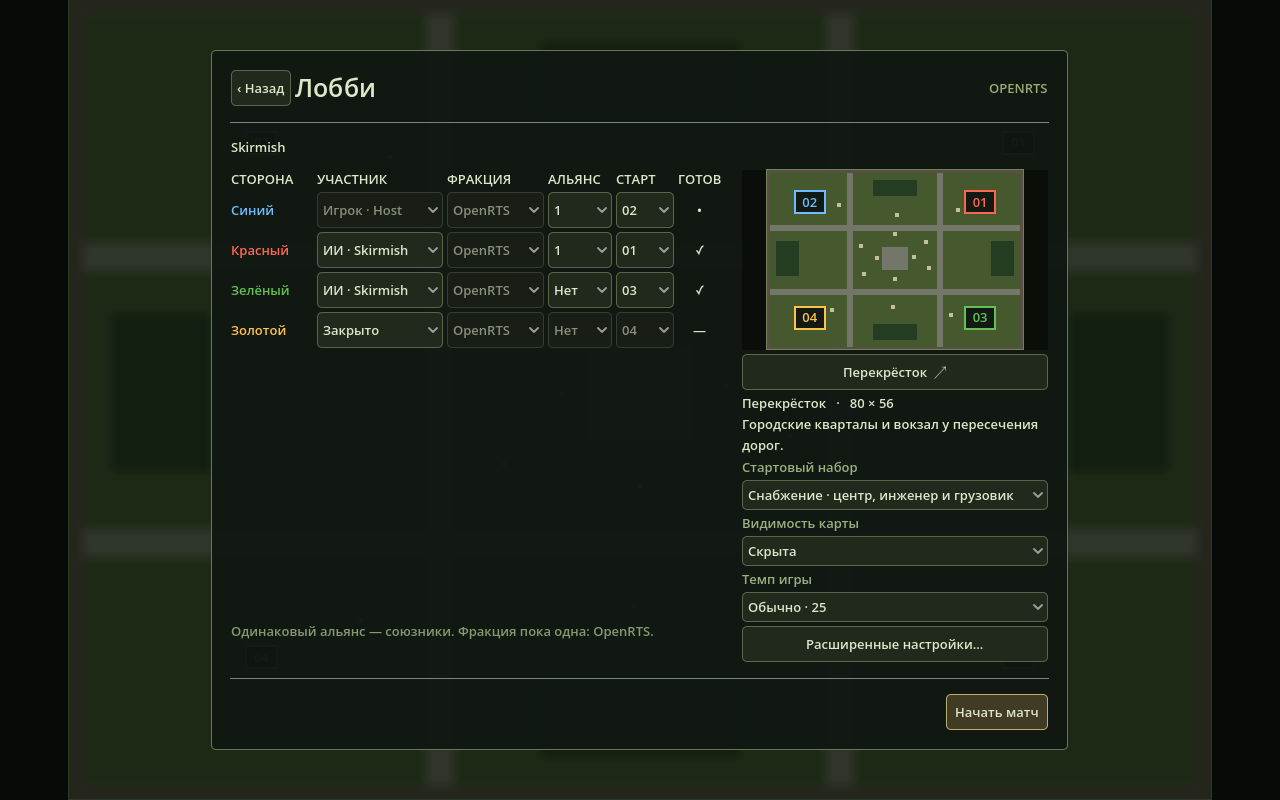 ‹ Назад
Лобби
OPENRTS
Skirmish
СТОРОНА УЧАСТНИК ФРАКЦИЯ АЛЬЯНС СТАРТ ГОТОВ
Синий Игрок · Host OpenRTS 1 02 •
Красный ИИ · Skirmish OpenRTS 1 01 ✓
Зелёный ИИ · Skirmish OpenRTS Нет 03 ✓
Золотой Закрыто OpenRTS Нет 04 —
02 01
04 03
Перекрёсток ↗
Перекрёсток · 80 × 56
Городские кварталы и вокзал у пересечения
дорог.
Стартовый набор
Снабжение · центр, инженер и грузовик
Видимость карты
Скрыта
Темп игры
Обычно · 25
Расширенные настройки...
Одинаковый альянс — союзники. Фракция пока одна: OpenRTS.
Начать матч